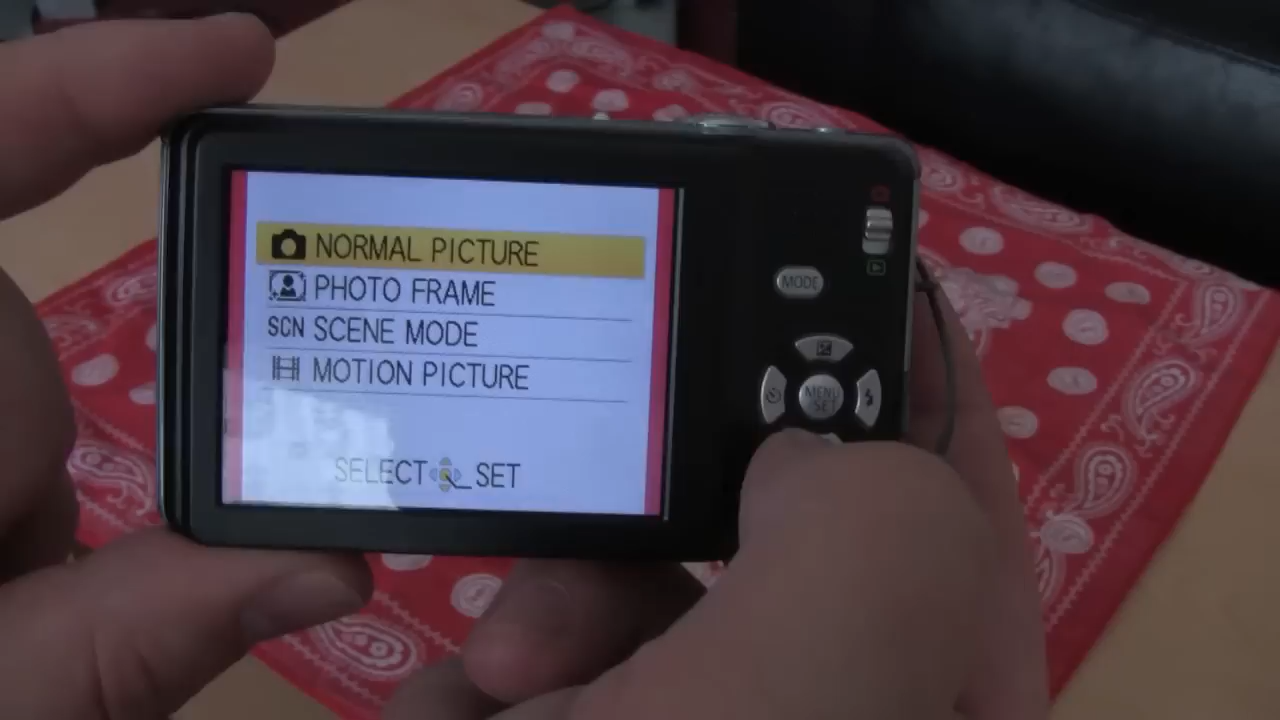 NORMAL PICTURE
PHOTO FRAME
SCN SCENE MODE
MOTION PICTURE
SELECT SET
MODE
MENU
SET